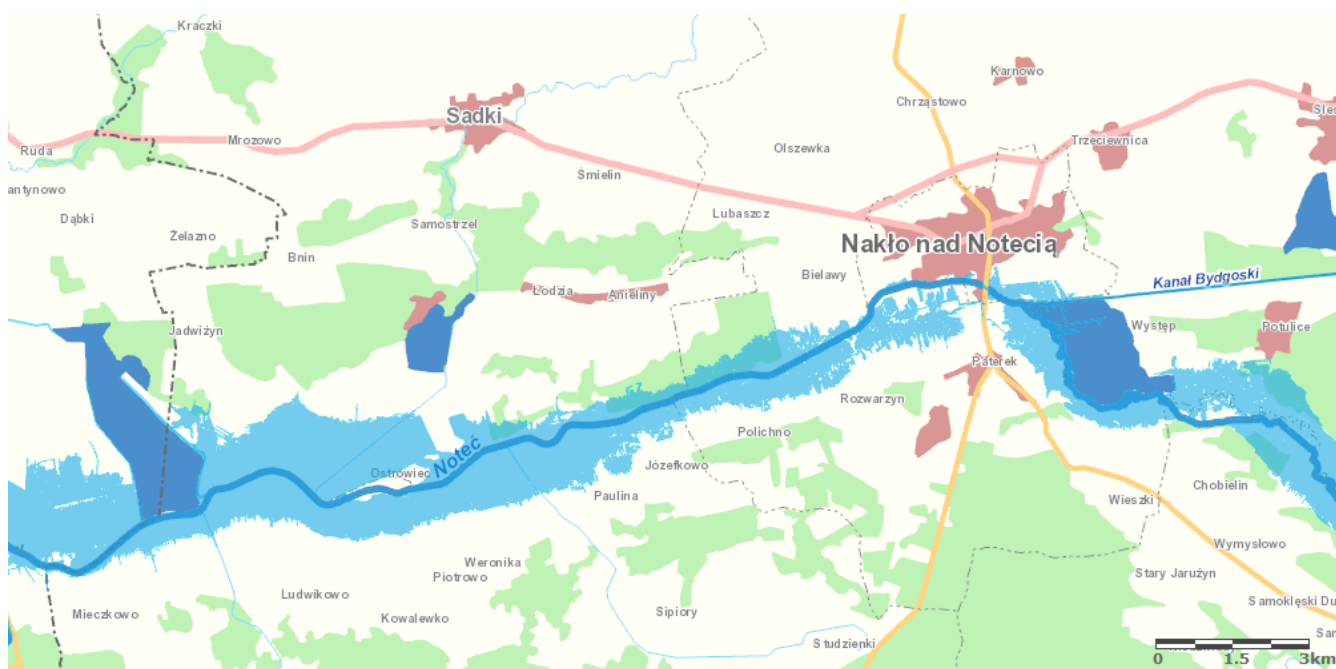 Kraczki
Karnowo
Chrząstowo
Sadki
Trzeciewnica
Mrozowo
Ruda
Olszewka
Śmielin
antynowo
Dąbki
Samostrzel
Lubaszcz
Żelazno
Bnin
Nakło nad Notecią
Bielawy
Kanał Bydgoski
Łodzia
Anieliny
Jadwiżyn
Występ
Potulice
Paterek
Rozwarzyn
Polichno
Noteć
Ostrówiec
Józefkowo
Paulina
Chobielin
Wieszki
Wymysłowo
Weronika
Piotrowo
Stary Jarużyn
Ludwikowo
Mieczkowo
Kowalewko
Sipiory
Samoklęski Du
Studzienki
0 1.5 3km